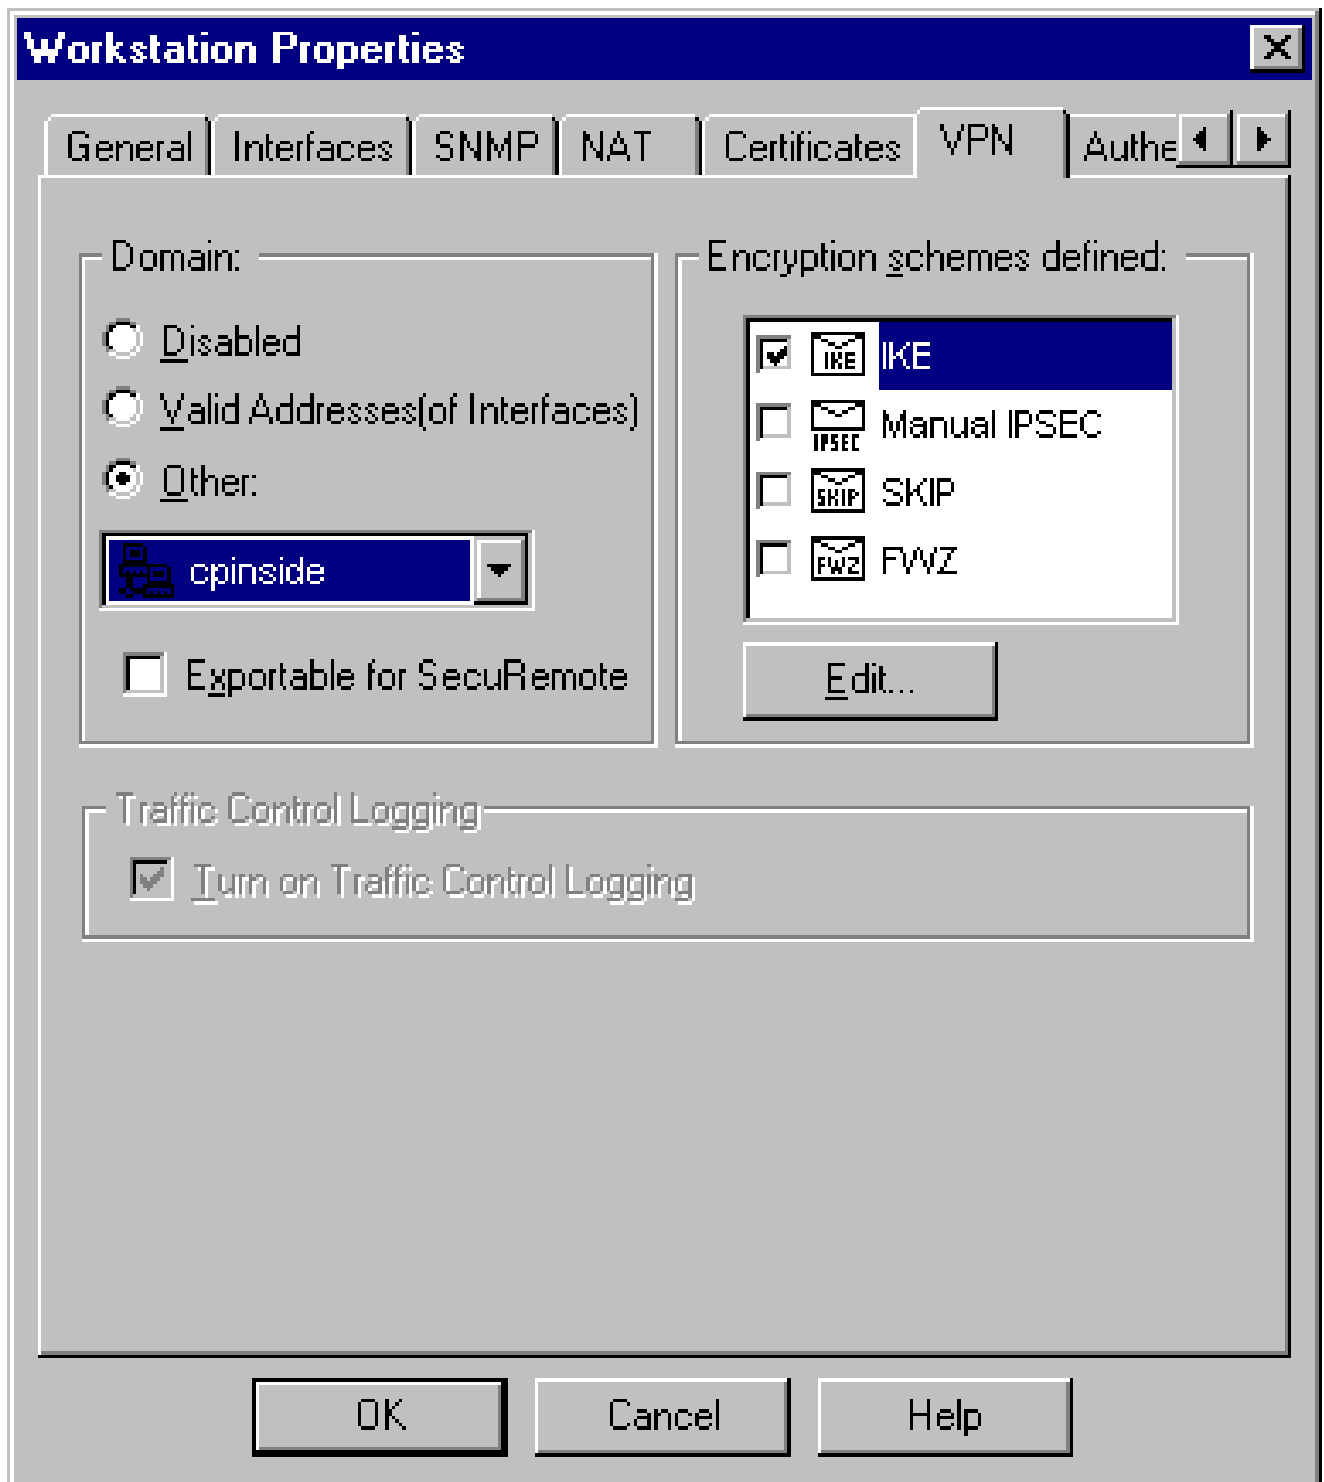 Workstation Properties
General Interfaces SNMP NAT Certificates VPN Authe
Domain:
Disabled
Valid Addresses(of Interfaces)
Other:
cpinside
Exportable for SecuRemote
Encryption schemes defined:
IKE IKE
IPSEC Manual IPSEC
SKIP SKIP
FWZ FWZ
Edit...
Traffic Control Logging
Turn on Traffic Control Logging
OK Cancel Help